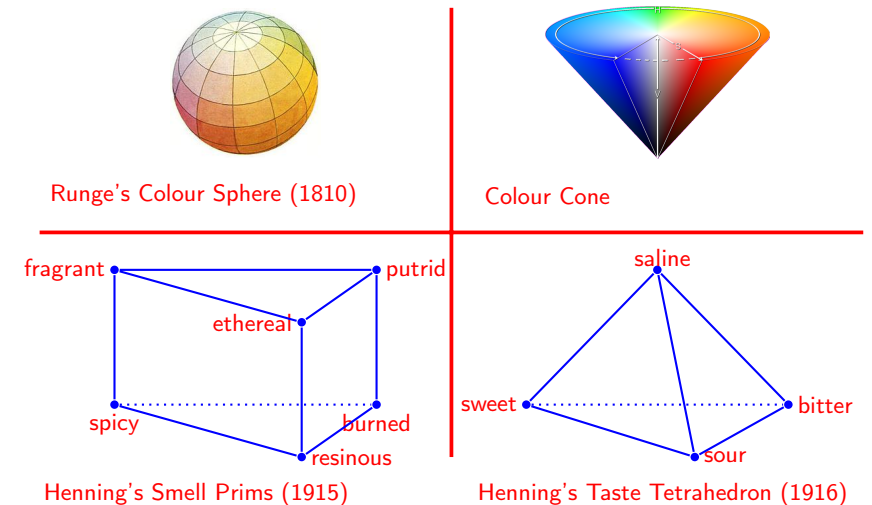 H
S
V
Runge's Colour Sphere (1810)
Colour Cone
fragrant
putrid
ethereal
spicy
burned
resinous
saline
sweet
bitter
sour
Henning's Smell Prims (1915)
Henning's Taste Tetrahedron (1916)